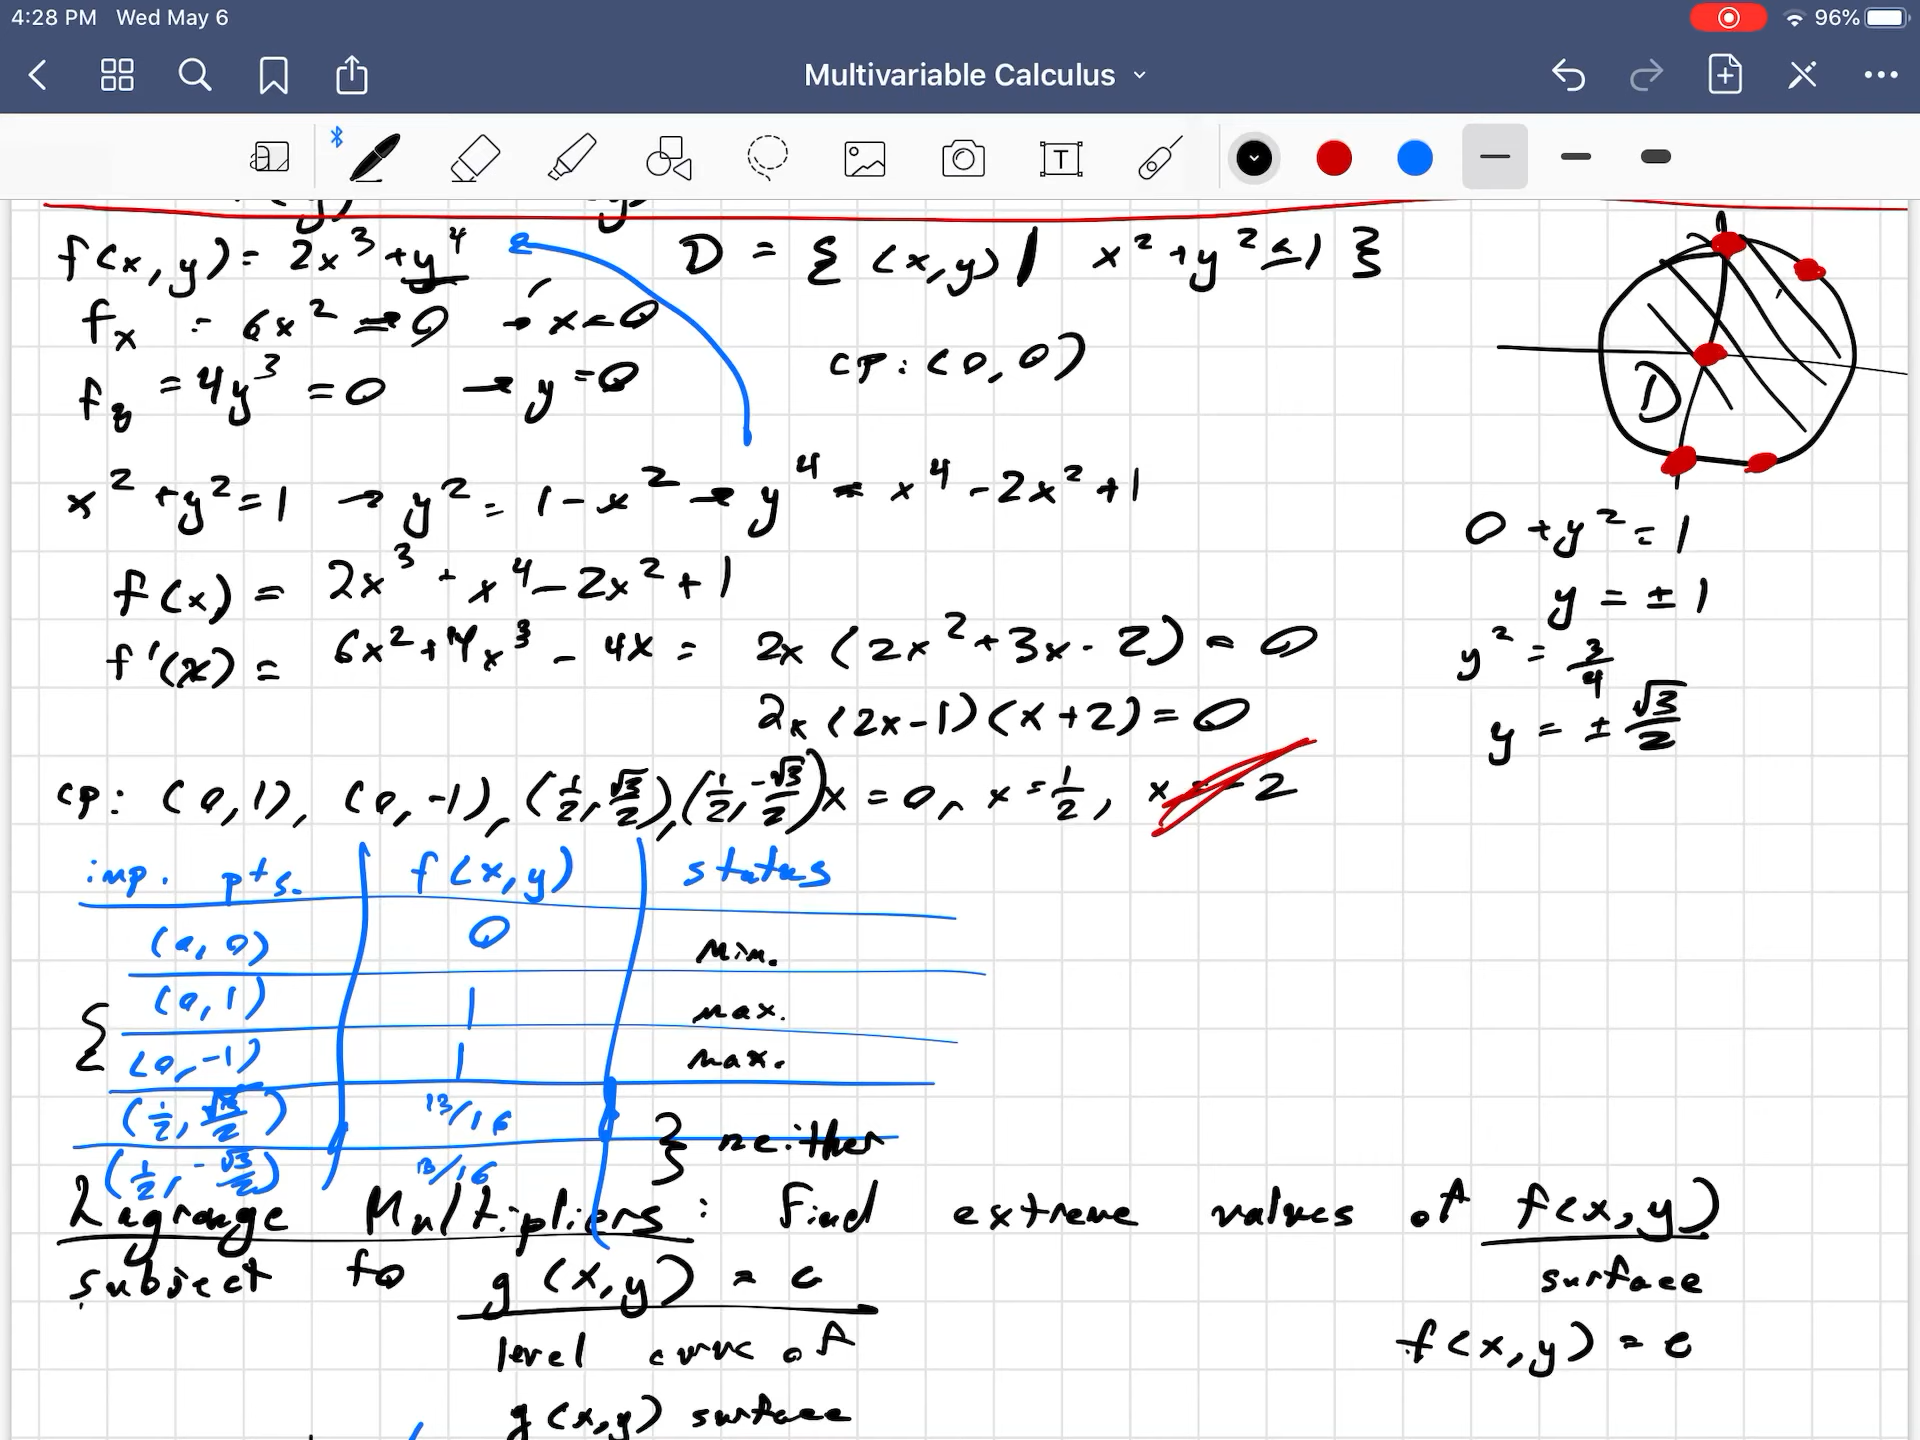 4:28 PM Wed May 6 96%
Multivariable Calculus
f(x,y) = 2x³ + y⁴ D = { (x,y) | x² + y² ≤ 1 }
fx = 6x² = 0 → x = 0
cp: (0,0)
fy = 4y³ = 0 → y = 0
D
x² + y² = 1 → y² = 1 - x² → y⁴ = x⁴ - 2x² + 1
0 + y² = 1
f(x) = 2x³ + x⁴ - 2x² + 1
y = ± 1
f'(x) = 6x² + 4x³ - 4x = 2x (2x² + 3x - 2) = 0
y² = 3/4
2x (2x-1)(x+2) = 0
y = ± √3/2
cp: (0,1), (0,-1), (1/2, √3/2), (1/2, -√3/2) x = 0, x = 1/2, x = -2
imp. pts. f(x,y) status
(0,0) 0 min.
(0,1) 1 max.
(0,-1) 1 max.
(1/2, √3/2) 13/16
} neither
(1/2, -√3/2) 13/16
Lagrange Multipliers: Find extreme values of f(x,y)
subject to g(x,y) = c surface
level curve of f(x,y) = c
g(x,y) surface